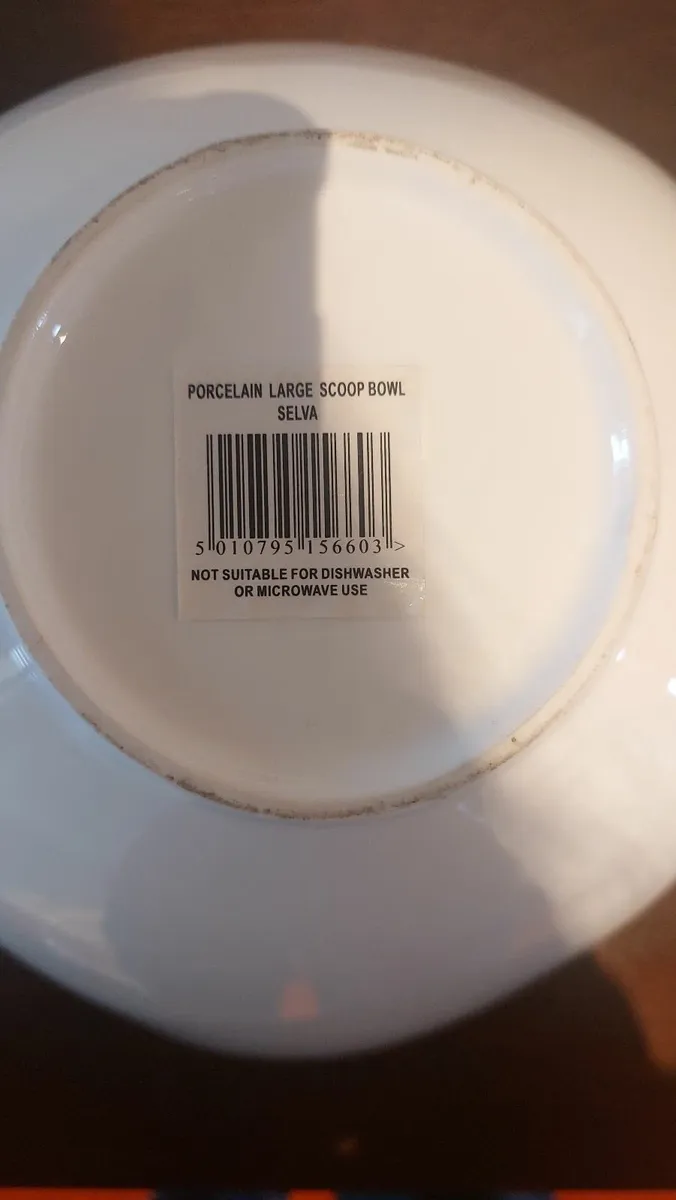 PORCELAIN LARGE SCOOP BOWL
SELVA
5 010795 156603 >
NOT SUITABLE FOR DISHWASHER
OR MICROWAVE USE